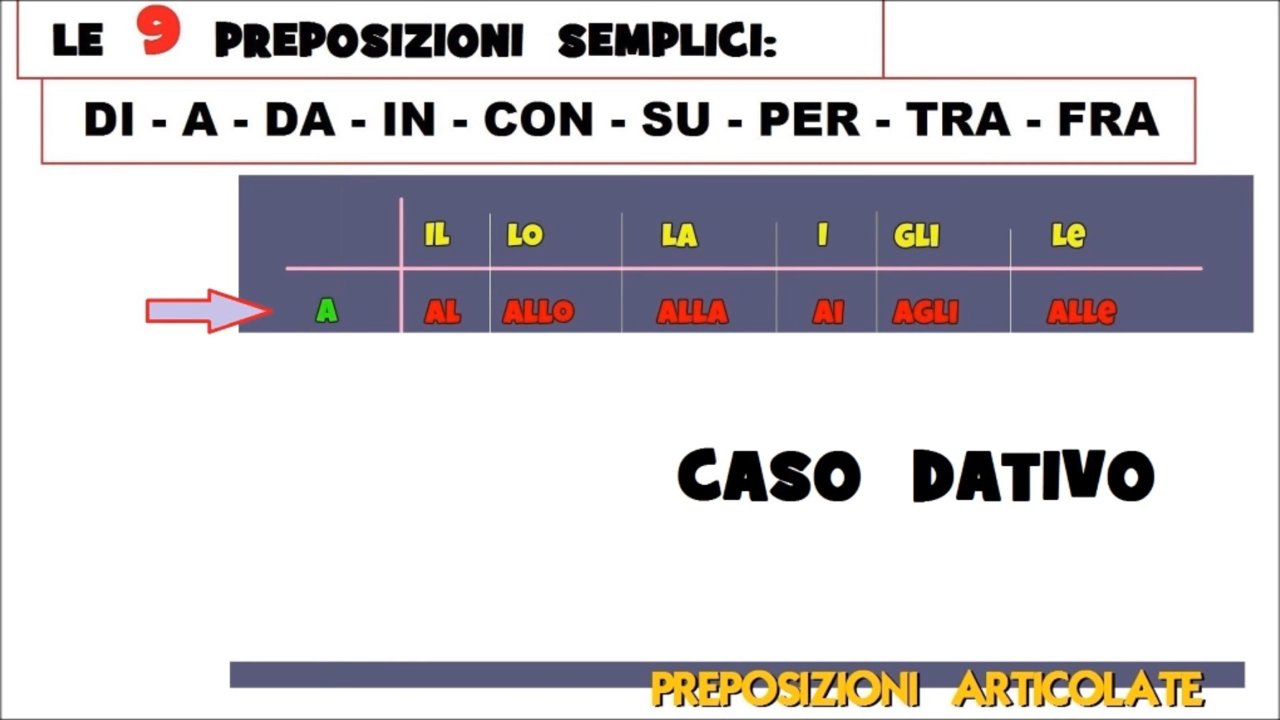 LE 9 PREPOSIZIONI SEMPLICI:
DI - A - DA - IN - CON - SU - PER - TRA - FRA
IL LO LA I GLI Le
A AL ALLO ALLA AI AGLI ALLe
CASO DATIVO
PREPOSIZIONI ARTICOLATE